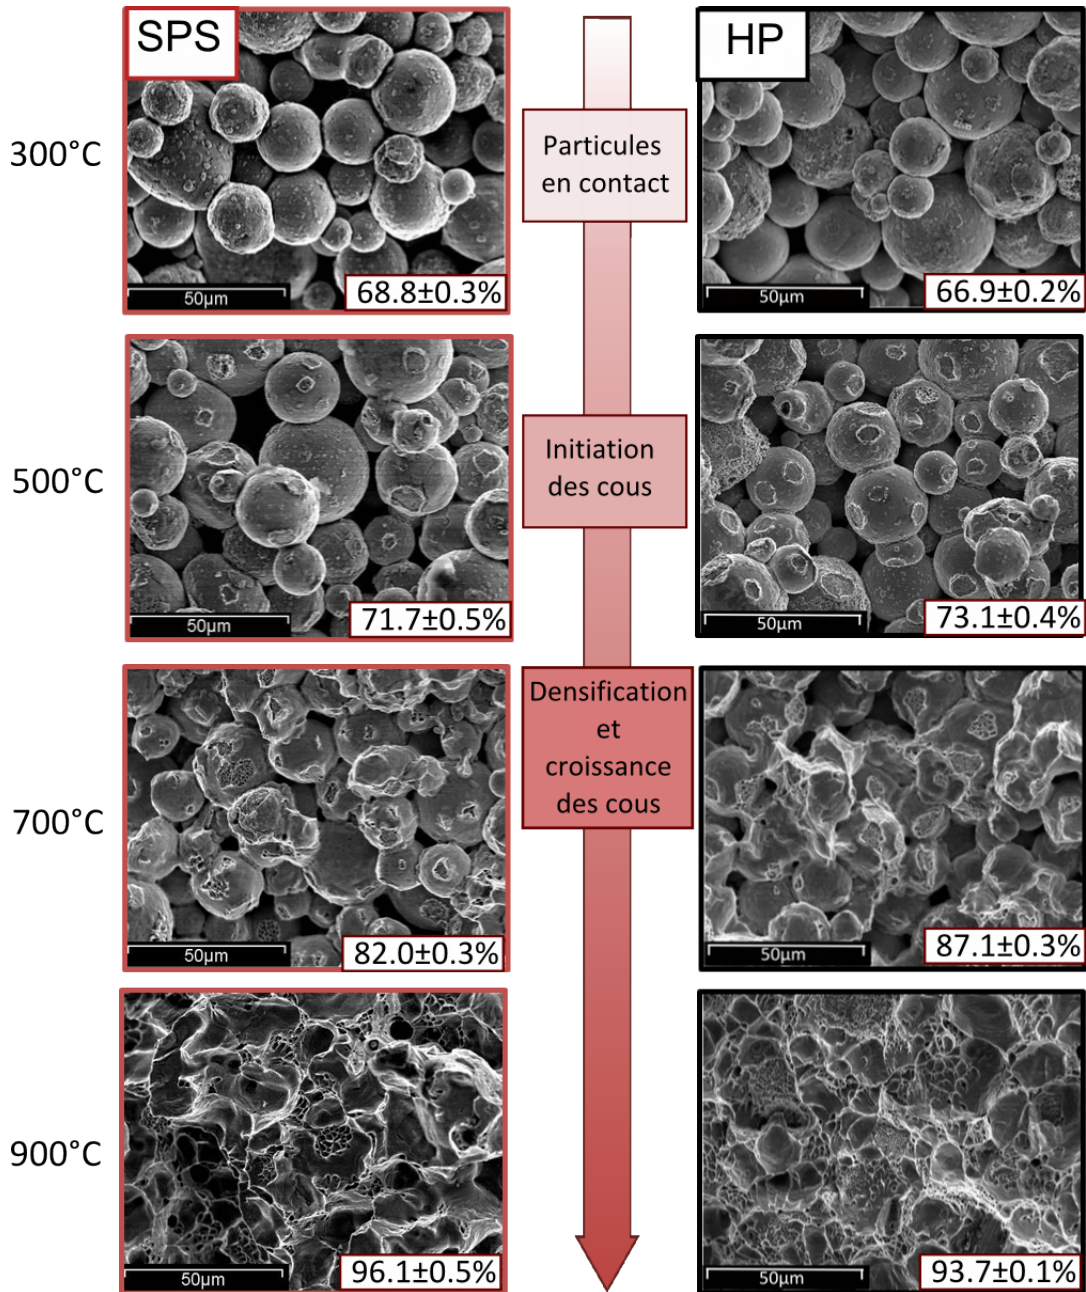 SPS
HP
300°C
Particules
en contact
50µm
68.8±0.3%
50µm
66.9±0.2%
500°C
Initiation
des cous
50µm
71.7±0.5%
50µm
73.1±0.4%
700°C
Densification
et
croissance
des cous
50µm
82.0±0.3%
50µm
87.1±0.3%
900°C
50µm
96.1±0.5%
50µm
93.7±0.1%